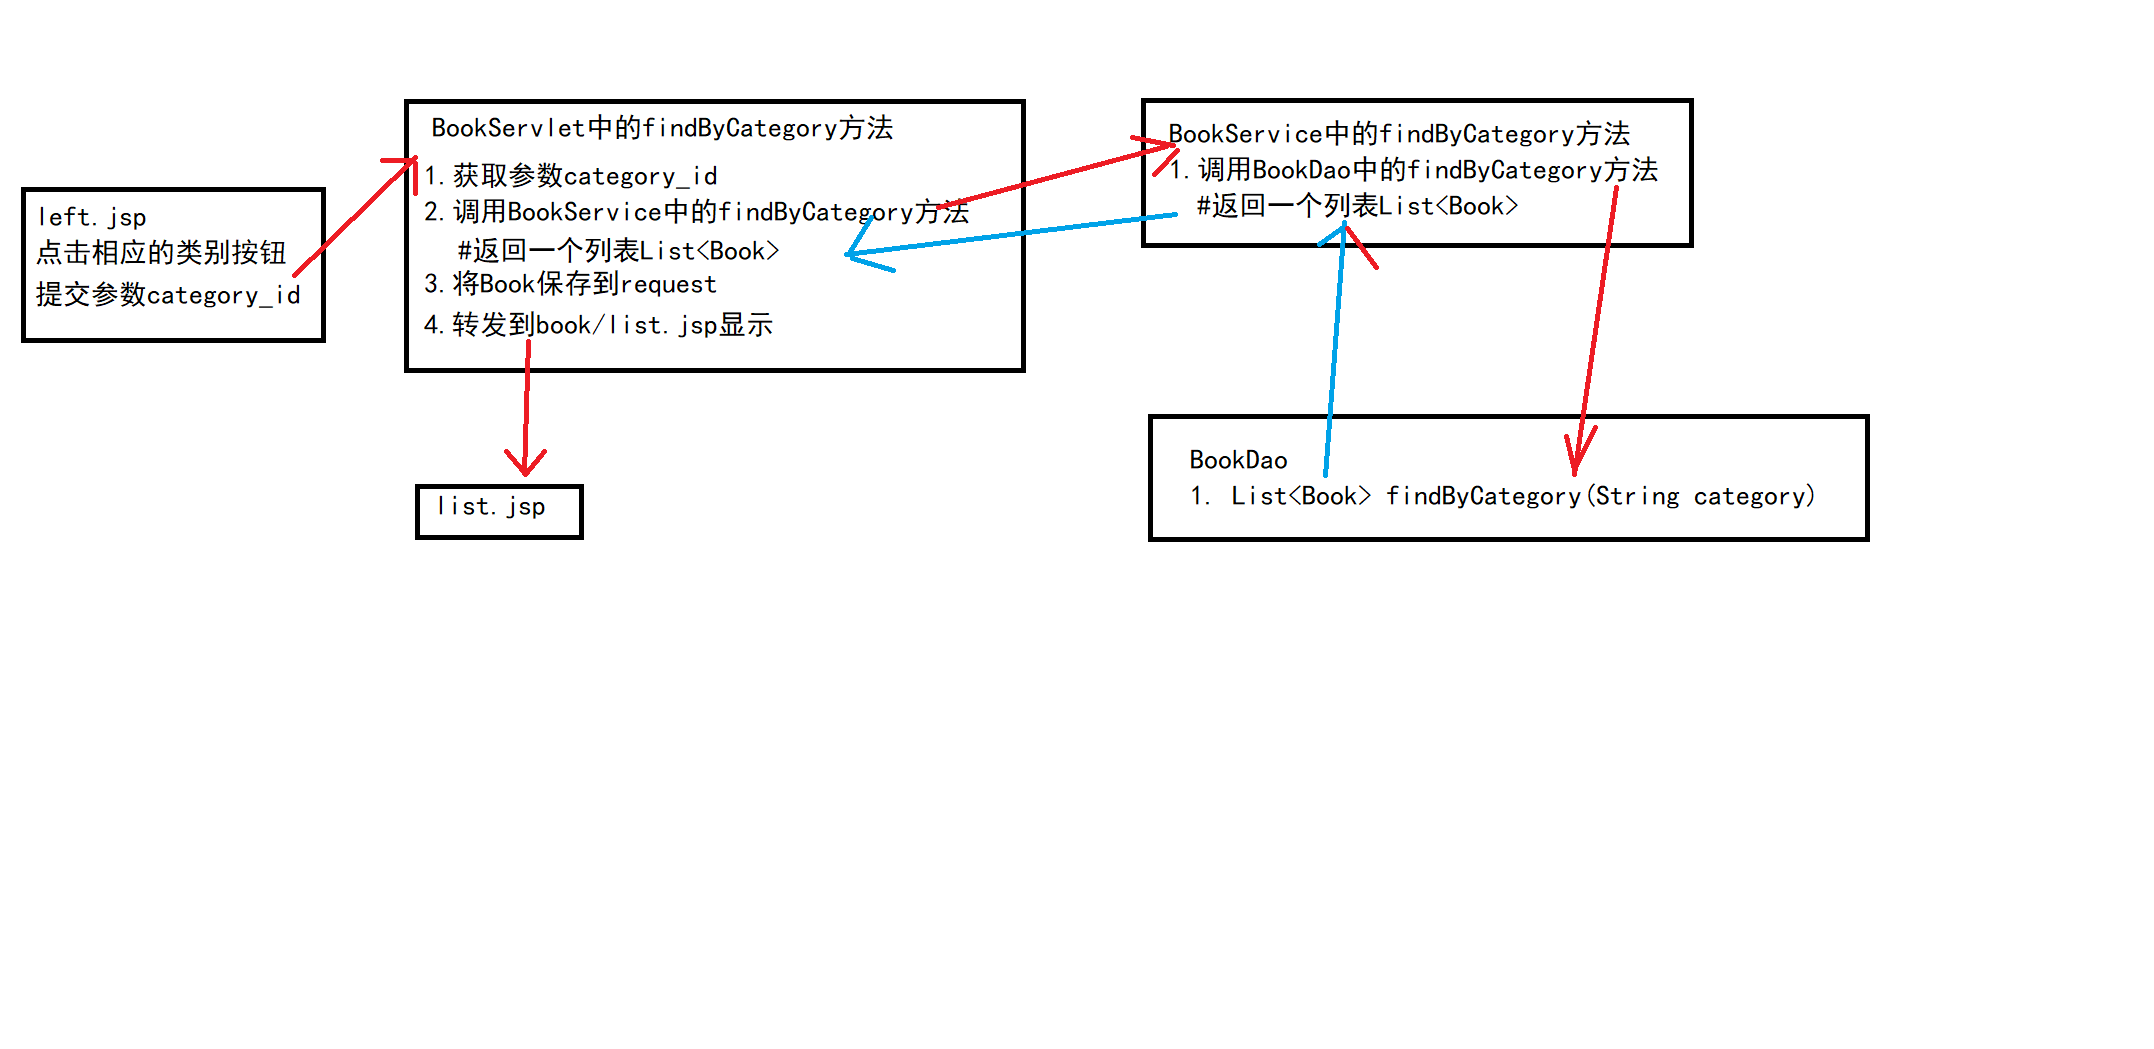 left.jsp
点击相应的类别按钮
提交参数category_id
BookServlet中的findByCategory方法
1.获取参数category_id
2.调用BookService中的findByCategory方法
#返回一个列表List<Book>
3.将Book保存到request
4.转发到book/list.jsp显示
list.jsp
BookService中的findByCategory方法
1.调用BookDao中的findByCategory方法
#返回一个列表List<Book>
BookDao
1. List<Book> findByCategory(String category)